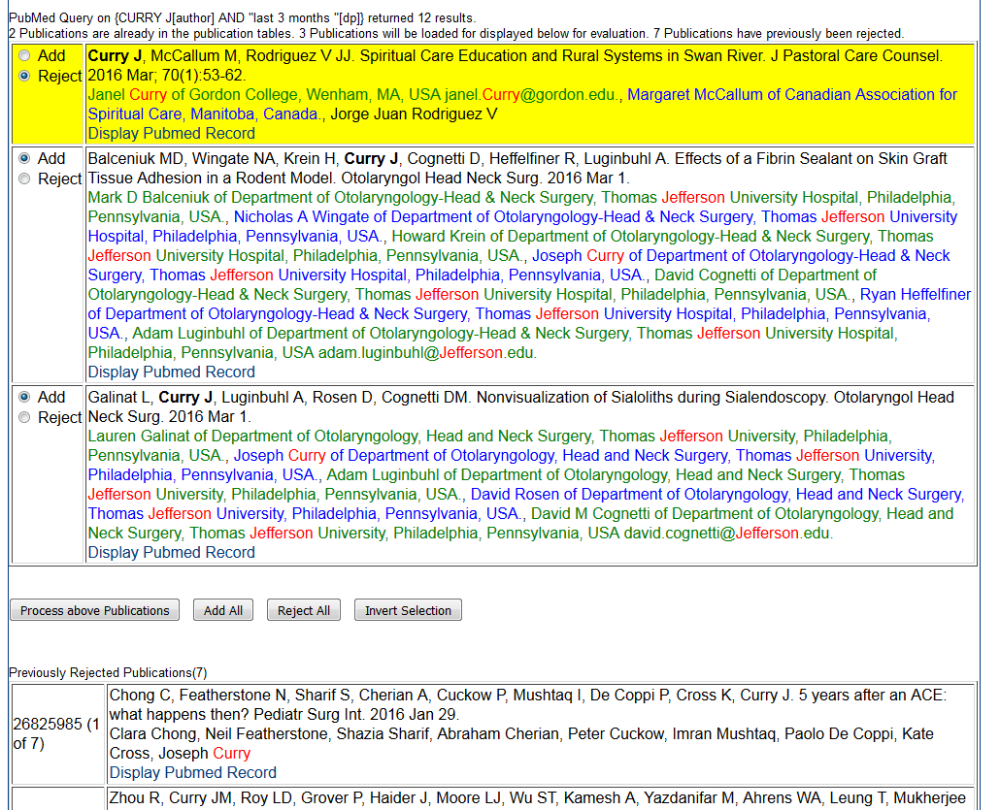 PubMed Query on {CURRY J[author] AND "last 3 months "[dp]} returned 12 results.
2 Publications are already in the publication tables. 3 Publications will be loaded for displayed below for evaluation. 7 Publications have previously been rejected.
Add
Reject
Curry J, McCallum M, Rodriguez V JJ. Spiritual Care Education and Rural Systems in Swan River. J Pastoral Care Counsel.
2016 Mar; 70(1):53-62.
Janel Curry of Gordon College, Wenham, MA, USA janel.Curry@gordon.edu., Margaret McCallum of Canadian Association for
Spiritual Care, Manitoba, Canada., Jorge Juan Rodriguez V
Display Pubmed Record
Add
Reject
Balceniuk MD, Wingate NA, Krein H, Curry J, Cognetti D, Heffelfiner R, Luginbuhl A. Effects of a Fibrin Sealant on Skin Graft
Tissue Adhesion in a Rodent Model. Otolaryngol Head Neck Surg. 2016 Mar 1.
Mark D Balceniuk of Department of Otolaryngology-Head & Neck Surgery, Thomas Jefferson University Hospital, Philadelphia,
Pennsylvania, USA., Nicholas A Wingate of Department of Otolaryngology-Head & Neck Surgery, Thomas Jefferson University
Hospital, Philadelphia, Pennsylvania, USA., Howard Krein of Department of Otolaryngology-Head & Neck Surgery, Thomas
Jefferson University Hospital, Philadelphia, Pennsylvania, USA., Joseph Curry of Department of Otolaryngology-Head & Neck
Surgery, Thomas Jefferson University Hospital, Philadelphia, Pennsylvania, USA., David Cognetti of Department of
Otolaryngology-Head & Neck Surgery, Thomas Jefferson University Hospital, Philadelphia, Pennsylvania, USA., Ryan Heffelfiner
of Department of Otolaryngology-Head & Neck Surgery, Thomas Jefferson University Hospital, Philadelphia, Pennsylvania,
USA., Adam Luginbuhl of Department of Otolaryngology-Head & Neck Surgery, Thomas Jefferson University Hospital,
Philadelphia, Pennsylvania, USA adam.luginbuhl@Jefferson.edu.
Display Pubmed Record
Add
Reject
Galinat L, Curry J, Luginbuhl A, Rosen D, Cognetti DM. Nonvisualization of Sialoliths during Sialendoscopy. Otolaryngol Head
Neck Surg. 2016 Mar 1.
Lauren Galinat of Department of Otolaryngology, Head and Neck Surgery, Thomas Jefferson University, Philadelphia,
Pennsylvania, USA., Joseph Curry of Department of Otolaryngology, Head and Neck Surgery, Thomas Jefferson University,
Philadelphia, Pennsylvania, USA., Adam Luginbuhl of Department of Otolaryngology, Head and Neck Surgery, Thomas
Jefferson University, Philadelphia, Pennsylvania, USA., David Rosen of Department of Otolaryngology, Head and Neck Surgery,
Thomas Jefferson University, Philadelphia, Pennsylvania, USA., David M Cognetti of Department of Otolaryngology, Head and
Neck Surgery, Thomas Jefferson University, Philadelphia, Pennsylvania, USA david.cognetti@Jefferson.edu.
Display Pubmed Record
Process above Publications Add All Reject All Invert Selection
Previously Rejected Publications(7)
26825985 (1
of 7)
Chong C, Featherstone N, Sharif S, Cherian A, Cuckow P, Mushtaq I, De Coppi P, Cross K, Curry J. 5 years after an ACE:
what happens then? Pediatr Surg Int. 2016 Jan 29.
Clara Chong, Neil Featherstone, Shazia Sharif, Abraham Cherian, Peter Cuckow, Imran Mushtaq, Paolo De Coppi, Kate
Cross, Joseph Curry
Display Pubmed Record
Zhou R, Curry JM, Roy LD, Grover P, Haider J, Moore LJ, Wu ST, Kamesh A, Yazdanifar M, Ahrens WA, Leung T, Mukherjee